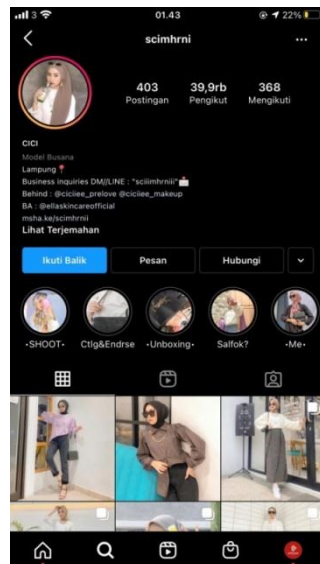 3
01.43
22%
scimhrni
403
Postingan
39,9rb
Pengikut
368
Mengikuti
CICI
Model Busana
Lampung
Business inquiries DM//LINE : "sciiimhrnii"
Behind : @ciciiee_prelove @ciciiee_makeup
BA : @ellaskincareofficial
msha.ke/scimhrnii
Lihat Terjemahan
Ikuti Balik
Pesan
Hubungi
•SHOOT•
Ctlg&Endrse
•Unboxing•
Salfok?
•Me•